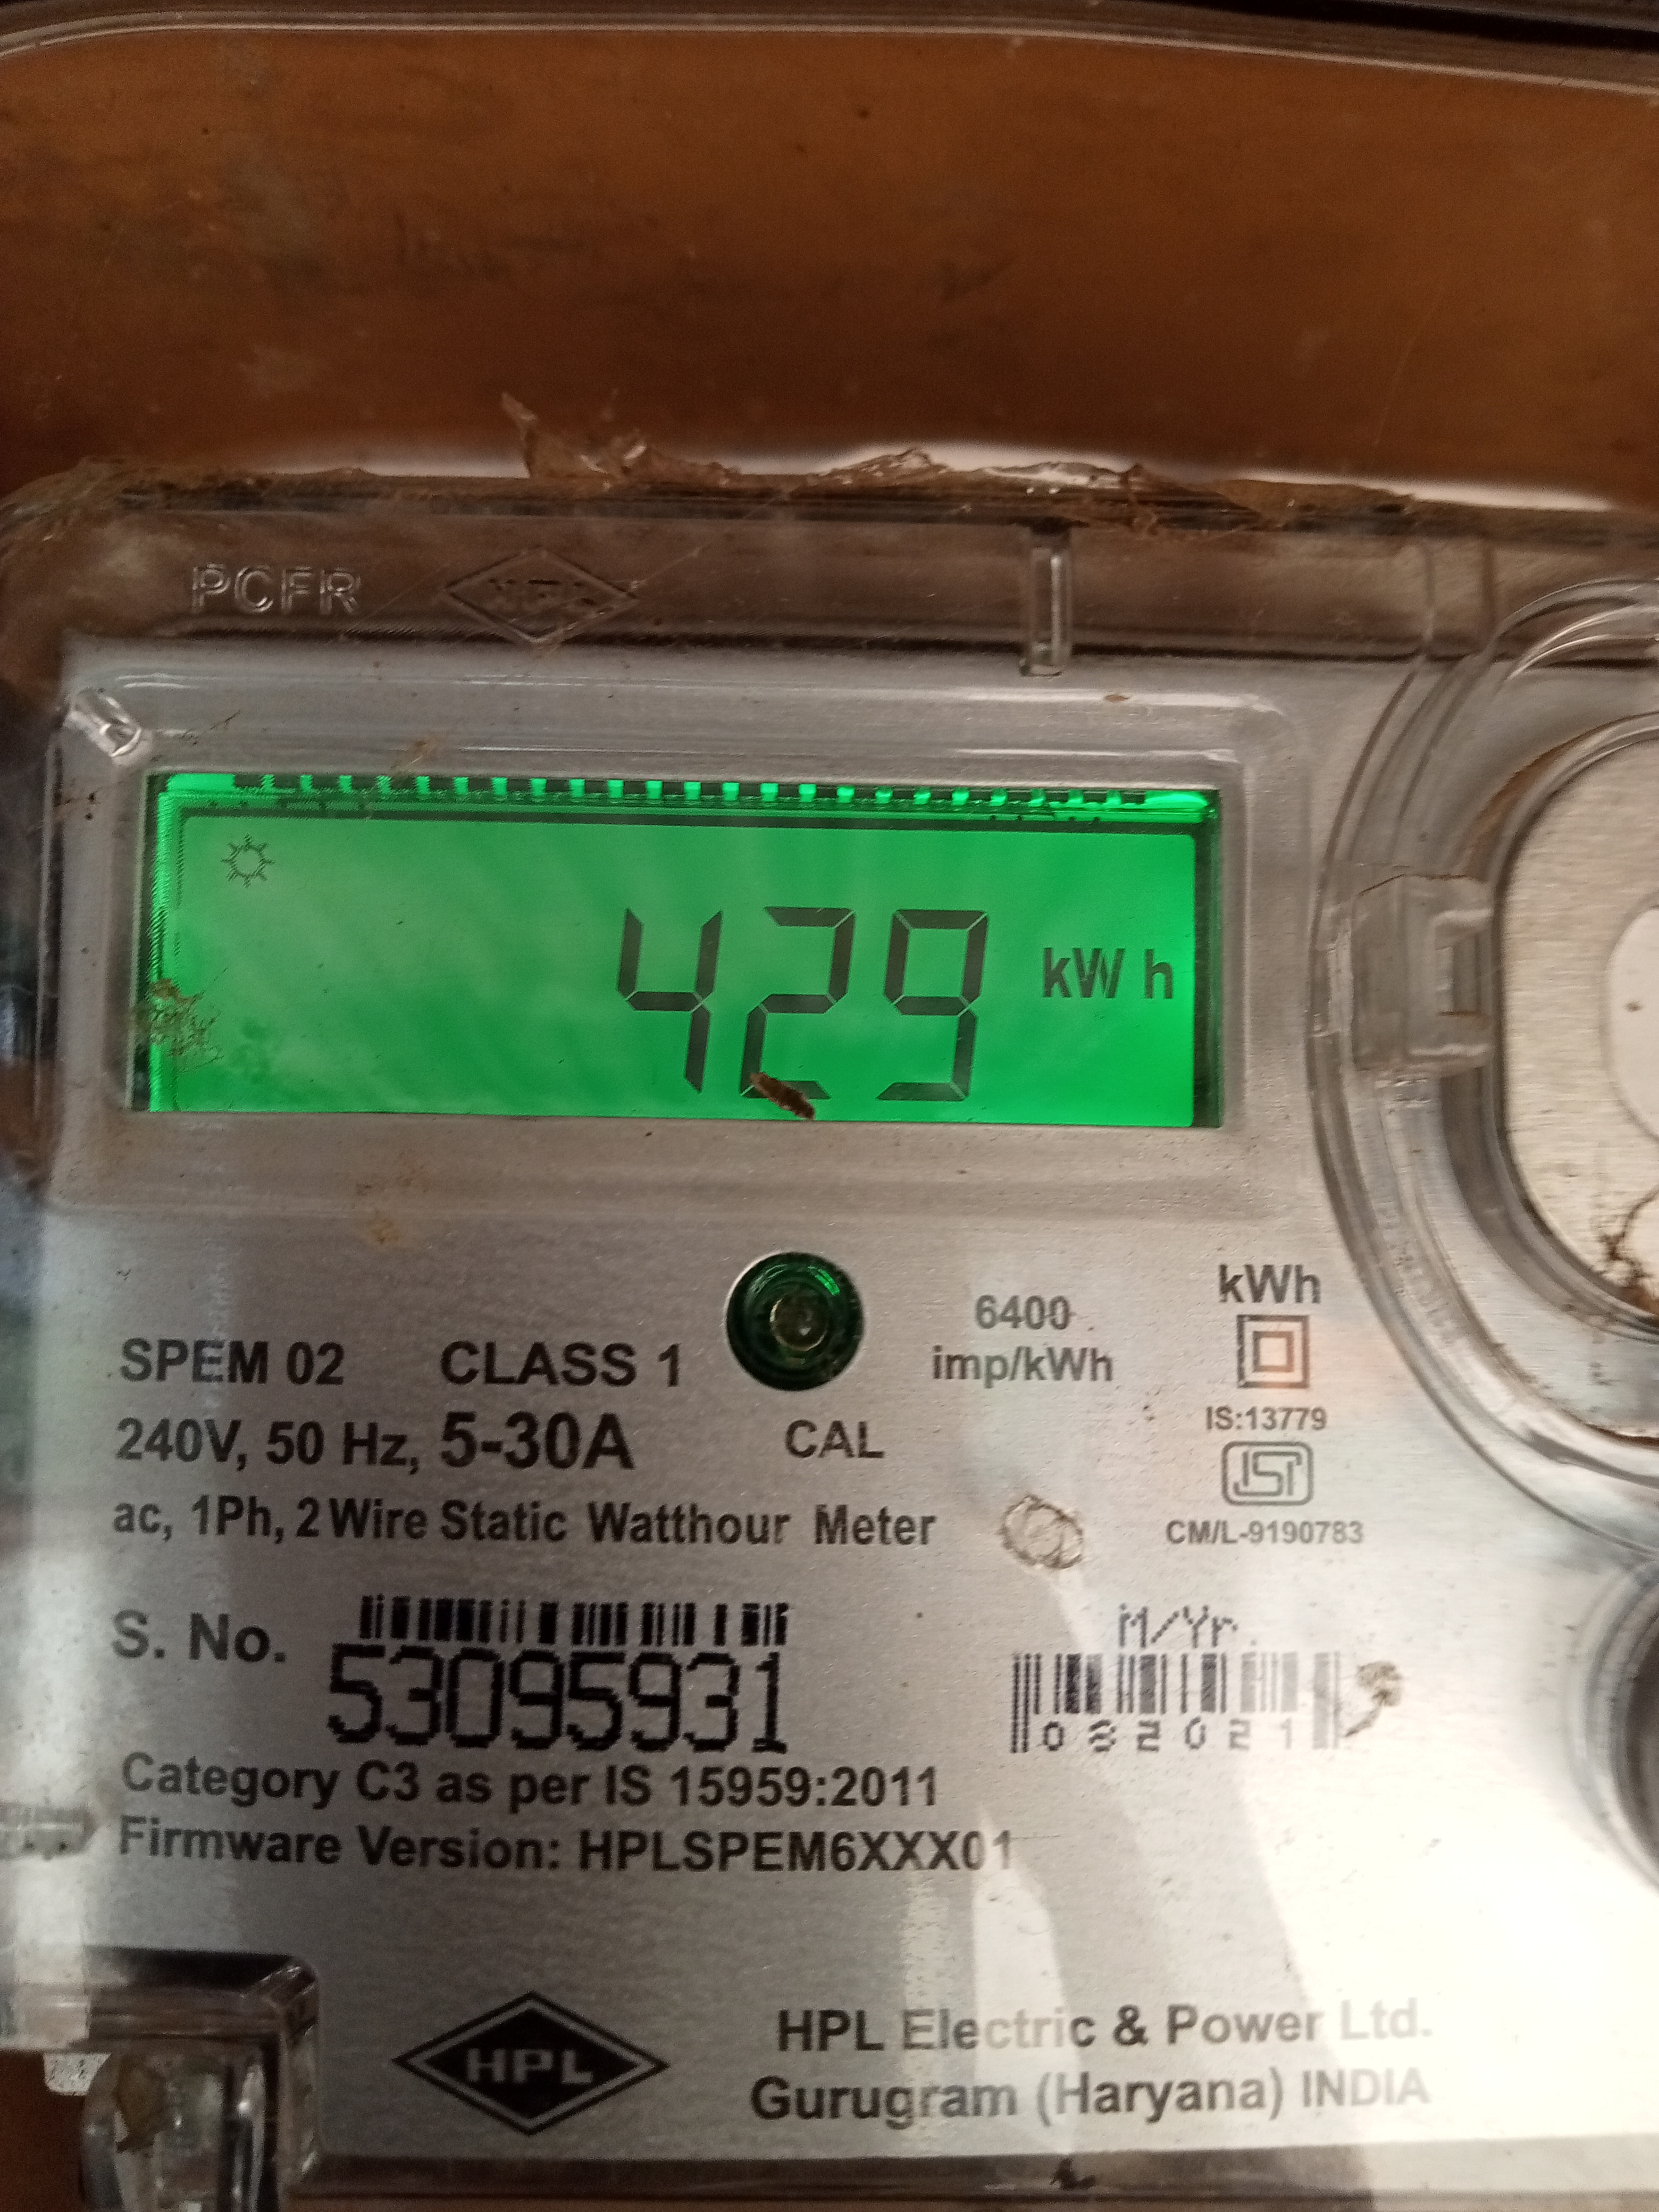 PCFR
HPL
429 kWh
6400
imp/kWh
kWh
SPEM 02 CLASS 1
IS:13779
240V, 50 Hz, 5-30A
CAL
ISI
ac, 1Ph, 2 Wire Static Watthour Meter
CM/L-9190783
S. No.
53095931
M/Yr.
082021
Category C3 as per IS 15959:2011
Firmware Version: HPLSPEM6XXX01
HPL
HPL Electric & Power Ltd.
Gurugram (Haryana) INDIA